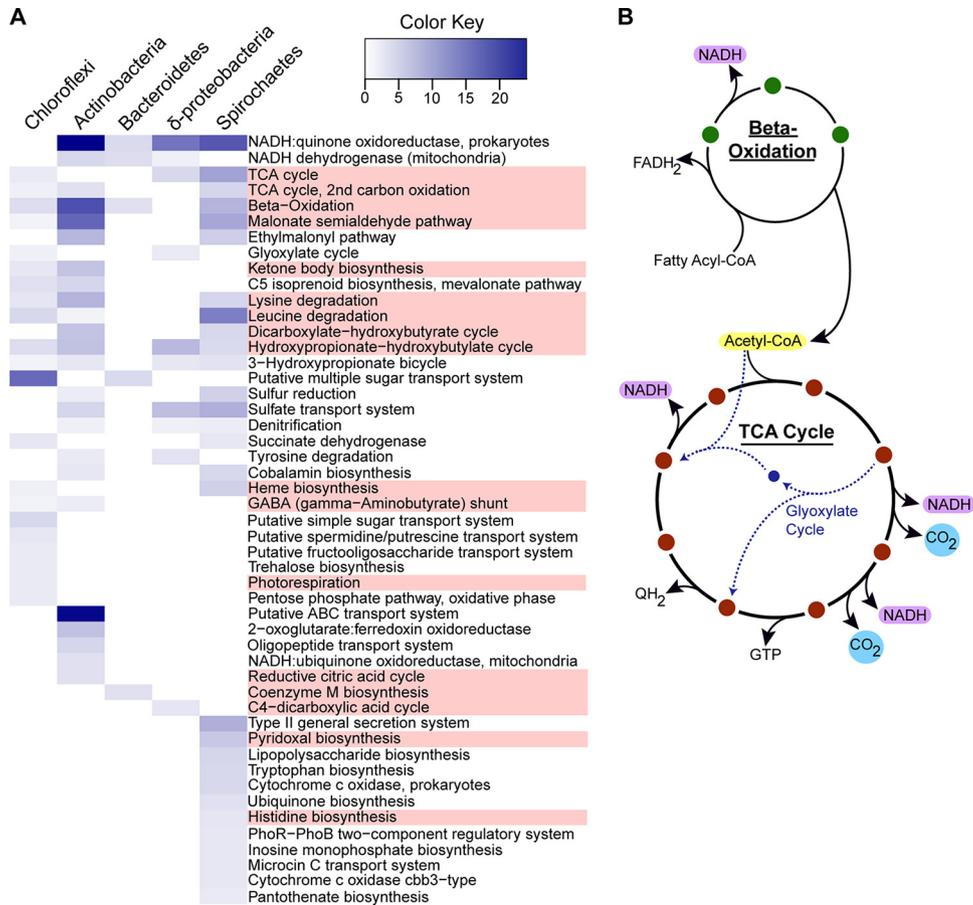 A
Color Key
0 5 10 15 20
Chloroflexi
Actinobacteria
Bacteroidetes
δ-proteobacteria
Spirochaetes
NADH:quinone oxidoreductase, prokaryotes
NADH dehydrogenase (mitochondria)
TCA cycle
TCA cycle, 2nd carbon oxidation
Beta−Oxidation
Malonate semialdehyde pathway
Ethylmalonyl pathway
Glyoxylate cycle
Ketone body biosynthesis
C5 isoprenoid biosynthesis, mevalonate pathway
Lysine degradation
Leucine degradation
Dicarboxylate−hydroxybutyrate cycle
Hydroxypropionate−hydroxybutylate cycle
3−Hydroxypropionate bicycle
Putative multiple sugar transport system
Sulfur reduction
Sulfate transport system
Denitrification
Succinate dehydrogenase
Tyrosine degradation
Cobalamin biosynthesis
Heme biosynthesis
GABA (gamma−Aminobutyrate) shunt
Putative simple sugar transport system
Putative spermidine/putrescine transport system
Putative fructooligosaccharide transport system
Trehalose biosynthesis
Photorespiration
Pentose phosphate pathway, oxidative phase
Putative ABC transport system
2−oxoglutarate:ferredoxin oxidoreductase
Oligopeptide transport system
NADH:ubiquinone oxidoreductase, mitochondria
Reductive citric acid cycle
Coenzyme M biosynthesis
C4−dicarboxylic acid cycle
Type II general secretion system
Pyridoxal biosynthesis
Lipopolysaccharide biosynthesis
Tryptophan biosynthesis
Cytochrome c oxidase, prokaryotes
Ubiquinone biosynthesis
Histidine biosynthesis
PhoR−PhoB two−component regulatory system
Inosine monophosphate biosynthesis
Microcin C transport system
Cytochrome c oxidase cbb3−type
Pantothenate biosynthesis
B
NADH
Beta-
Oxidation
FADH2
Fatty Acyl-CoA
Acetyl-CoA
NADH
TCA Cycle
Glyoxylate
Cycle
NADH
CO2
QH2
NADH
CO2
GTP